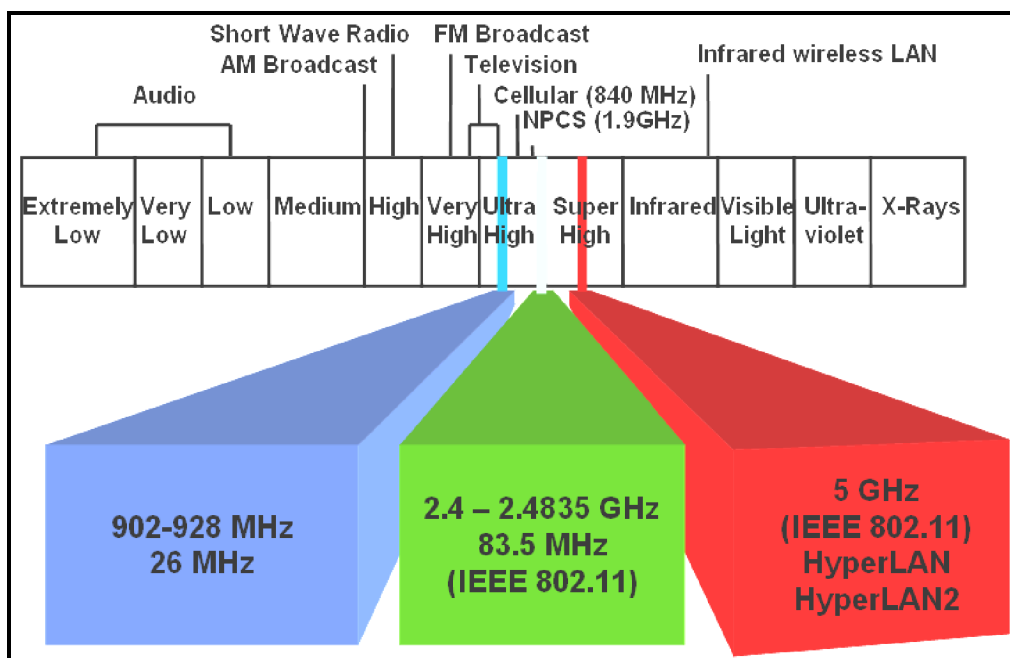 Short Wave Radio
AM Broadcast
FM Broadcast
Television
Infrared wireless LAN
Audio
Cellular (840 MHz)
NPCS (1.9GHz)
Extremely
Low
Very
Low
Low
Medium
High
Very
High
Ultra
High
Super
High
Infrared
Visible
Light
Ultra-
violet
X-Rays
902-928 MHz
26 MHz
2.4 – 2.4835 GHz
83.5 MHz
(IEEE 802.11)
5 GHz
(IEEE 802.11)
HyperLAN
HyperLAN2